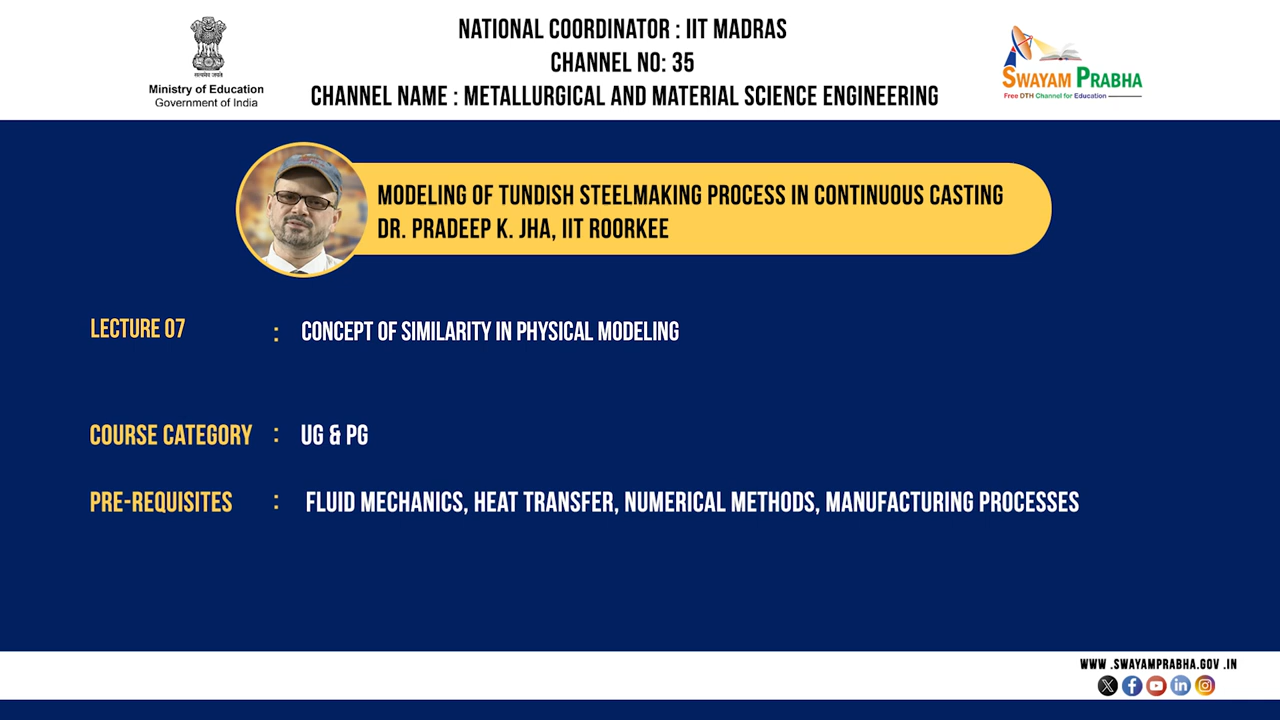 NATIONAL COORDINATOR : IIT MADRAS
CHANNEL NO: 35
CHANNEL NAME : METALLURGICAL AND MATERIAL SCIENCE ENGINEERING
सत्यमेव जयते
Ministry of Education
Government of India
SWAYAM PRABHA
Free DTH Channel for Education
MODELING OF TUNDISH STEELMAKING PROCESS IN CONTINUOUS CASTING
DR. PRADEEP K. JHA, IIT ROORKEE
LECTURE 07 : CONCEPT OF SIMILARITY IN PHYSICAL MODELING
COURSE CATEGORY : UG & PG
PRE-REQUISITES : FLUID MECHANICS, HEAT TRANSFER, NUMERICAL METHODS, MANUFACTURING PROCESSES
WWW .SWAYAMPRABHA.GOV .IN